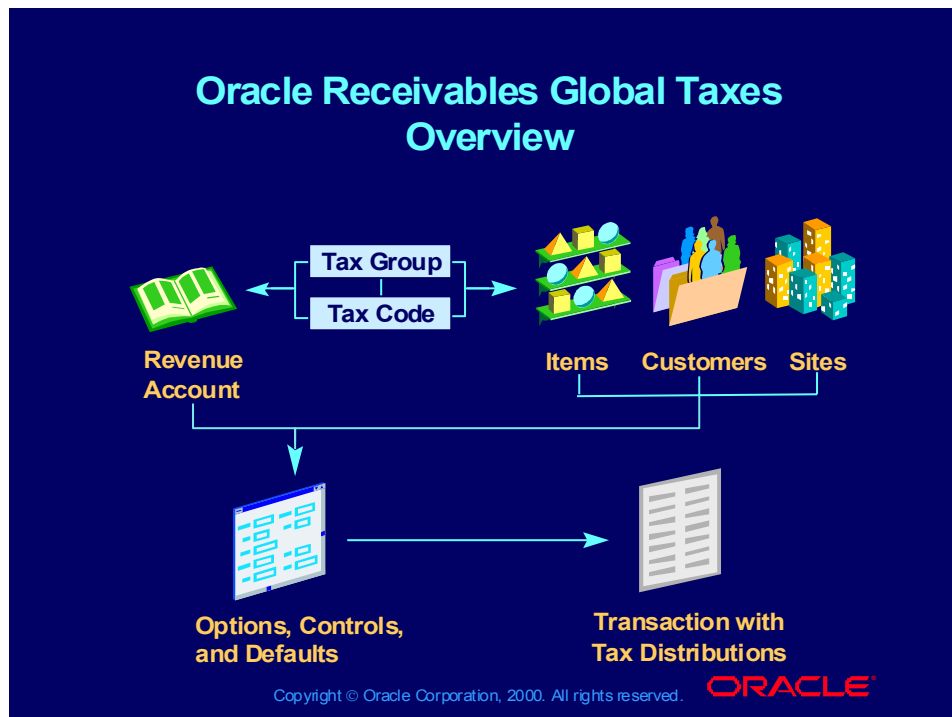 Oracle Receivables Global Taxes
Overview
Tax Group
Tax Code
Revenue
Account
Items
Customers
Sites
Options, Controls,
and Defaults
Transaction with
Tax Distributions
Copyright © Oracle Corporation, 2000. All rights reserved.
ORACLE®